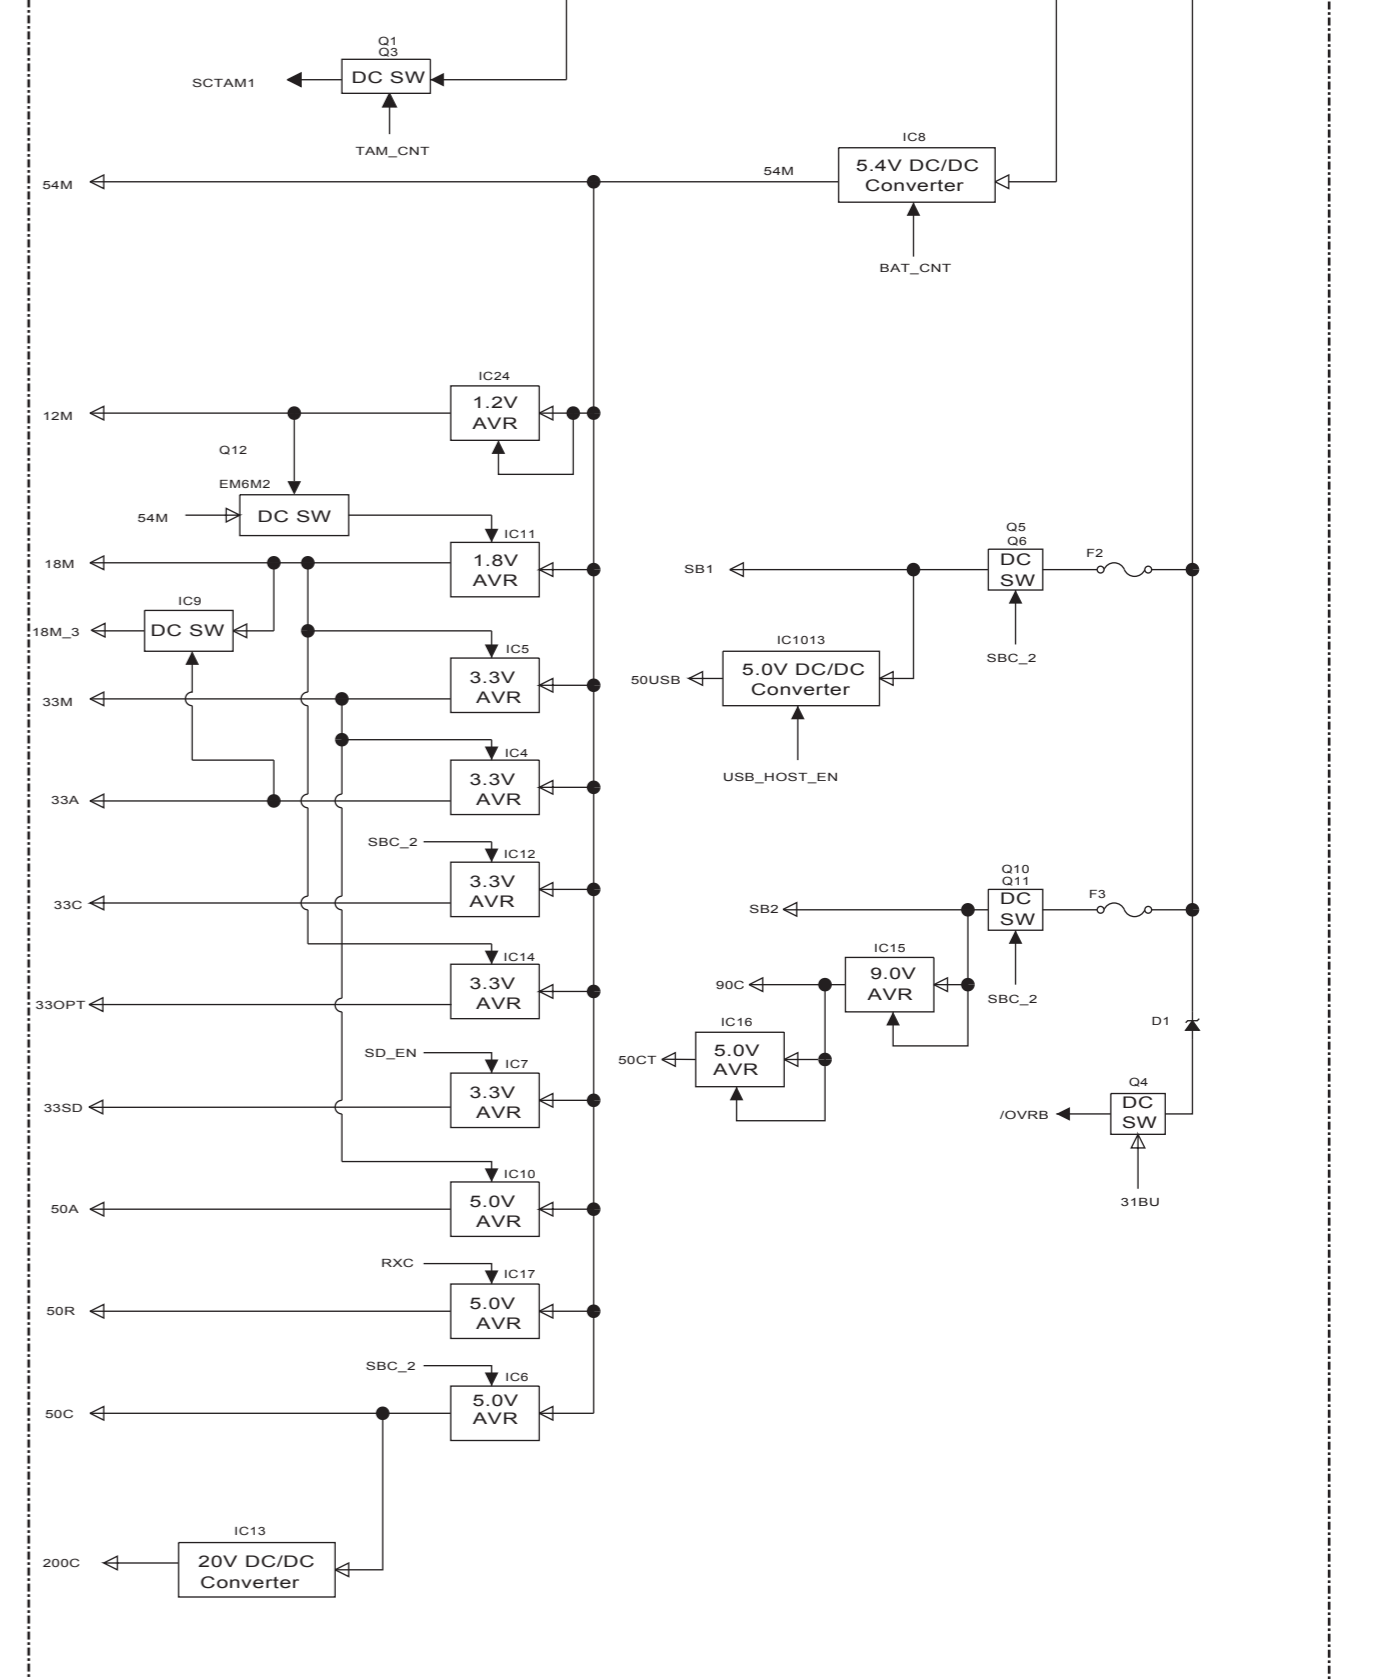 Q1
Q3
DC SW
SCTAM1
TAM_CNT
IC8
5.4V DC/DC
Converter
54M
54M
BAT_CNT
IC24
1.2V
AVR
12M
Q12
EM6M2
DC SW
54M
IC11
1.8V
AVR
18M
IC9
DC SW
18M_3
IC5
3.3V
AVR
33M
IC4
3.3V
AVR
33A
SBC_2
IC12
3.3V
AVR
33C
IC14
3.3V
AVR
33OPT
SD_EN
IC7
3.3V
AVR
33SD
IC10
5.0V
AVR
50A
RXC
IC17
5.0V
AVR
50R
SBC_2
IC6
5.0V
AVR
50C
IC13
20V DC/DC
Converter
200C
Q5
Q6
DC
SW
F2
SB1
SBC_2
IC1013
5.0V DC/DC
Converter
50USB
USB_HOST_EN
Q10
Q11
DC
SW
F3
SB2
SBC_2
IC15
9.0V
AVR
90C
IC16
5.0V
AVR
50CT
D1
Q4
DC
SW
/OVRB
31BU